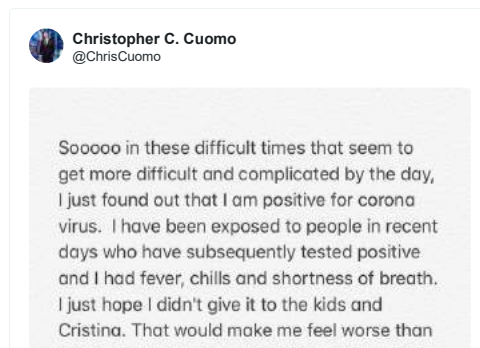 Christopher C. Cuomo
@ChrisCuomo
Sooooo in these difficult times that seem to
get more difficult and complicated by the day,
I just found out that I am positive for corona
virus.  I have been exposed to people in recent
days who have subsequently tested positive
and I had fever, chills and shortness of breath.
I just hope I didn't give it to the kids and
Cristina. That would make me feel worse than